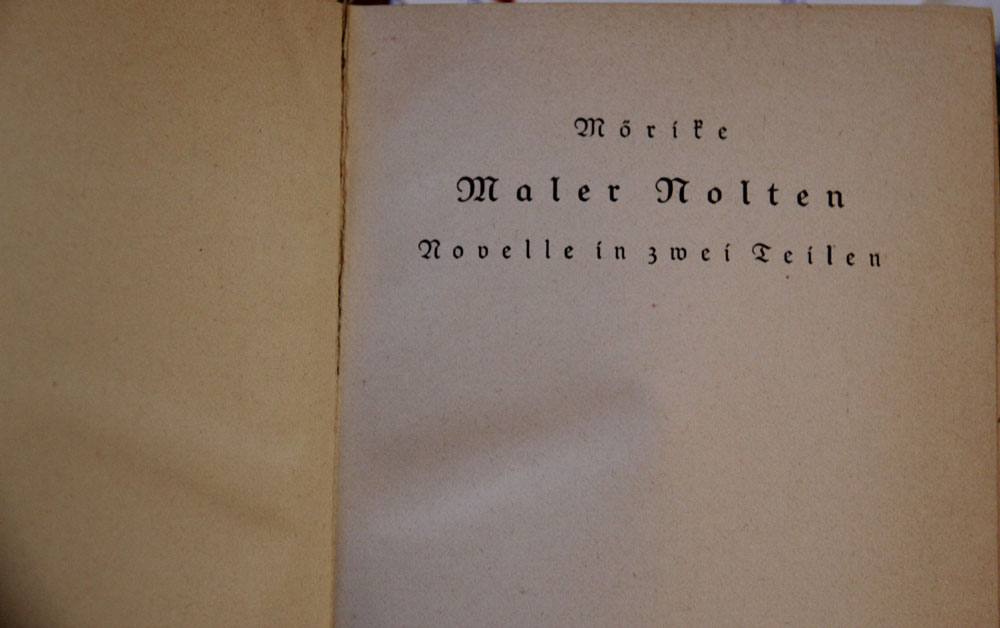 Mörike
Maler Nolten
Novelle in zwei Teilen